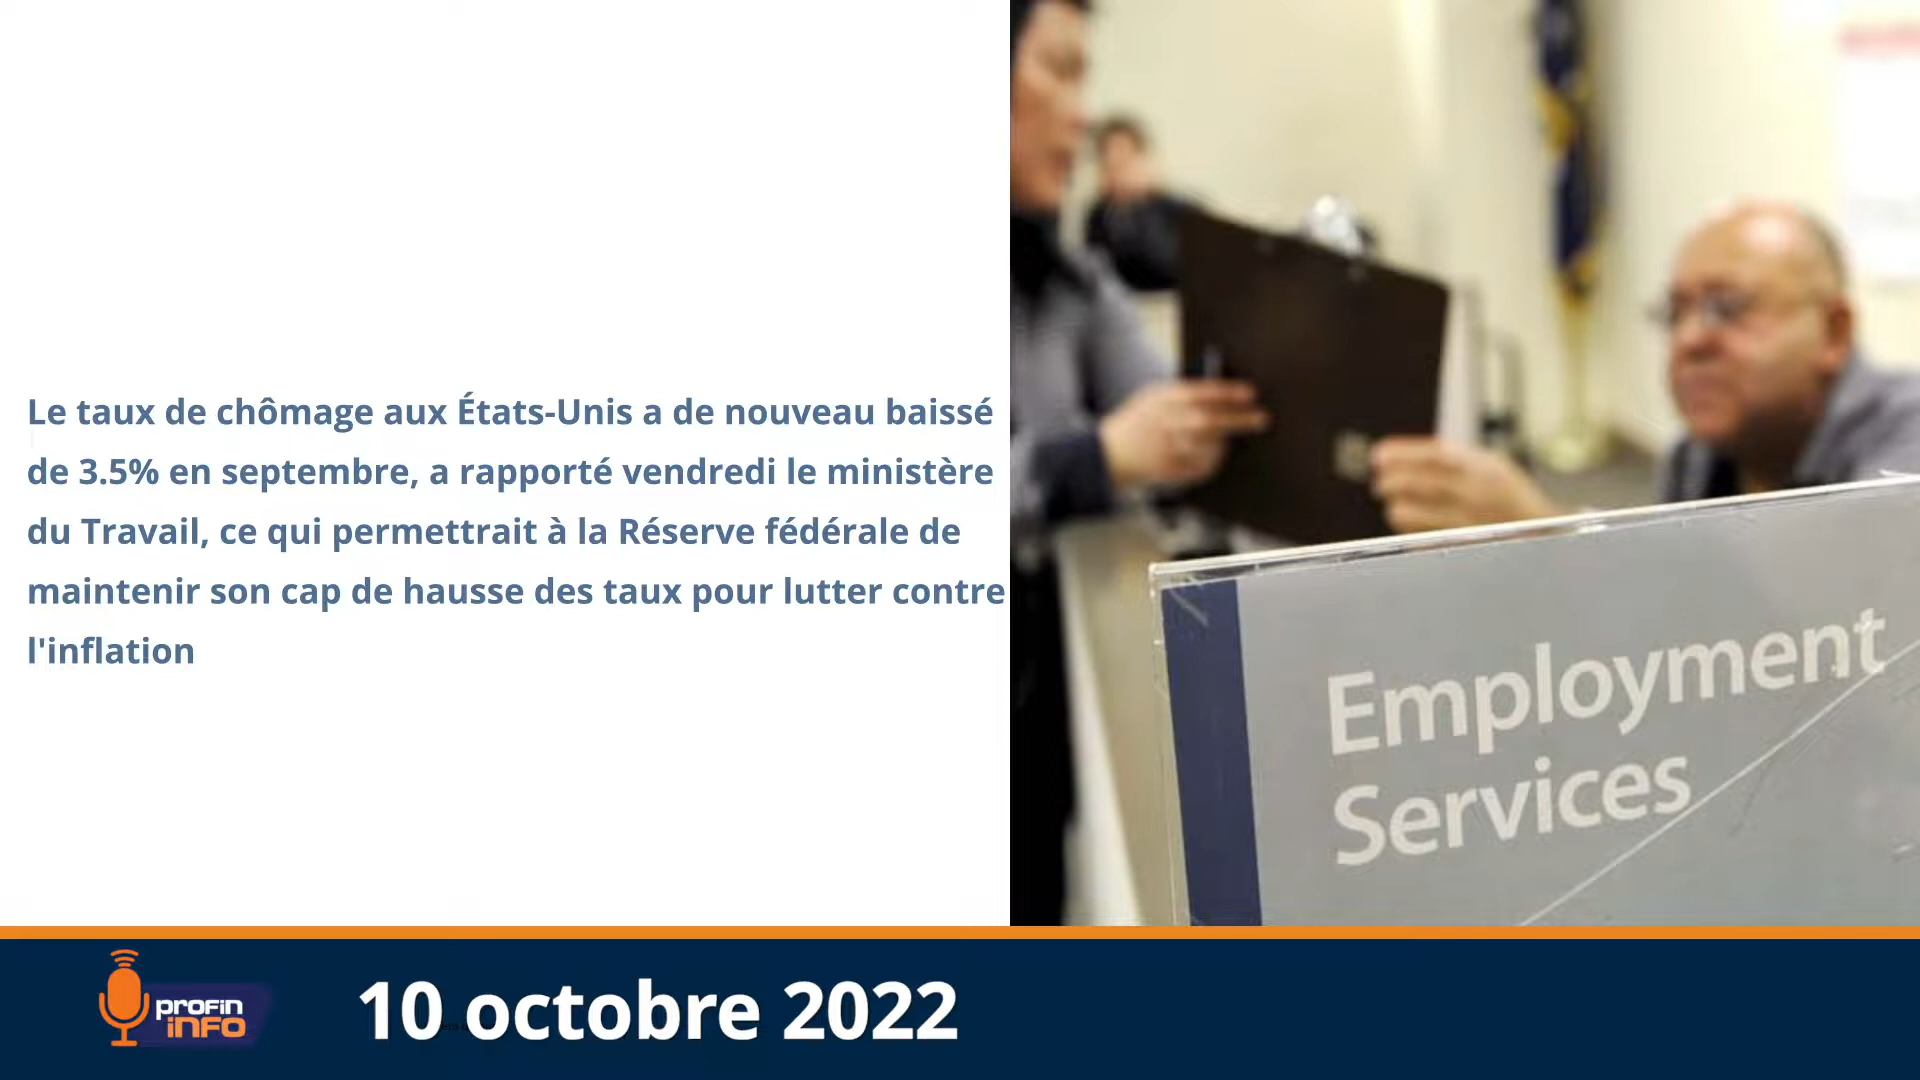 Le taux de chômage aux États-Unis a de nouveau baissé
de 3.5% en septembre, a rapporté vendredi le ministère
du Travail, ce qui permettrait à la Réserve fédérale de
maintenir son cap de hausse des taux pour lutter contre
l'inflation
Employment
Services
PROFIN
INFO
10 octobre 2022